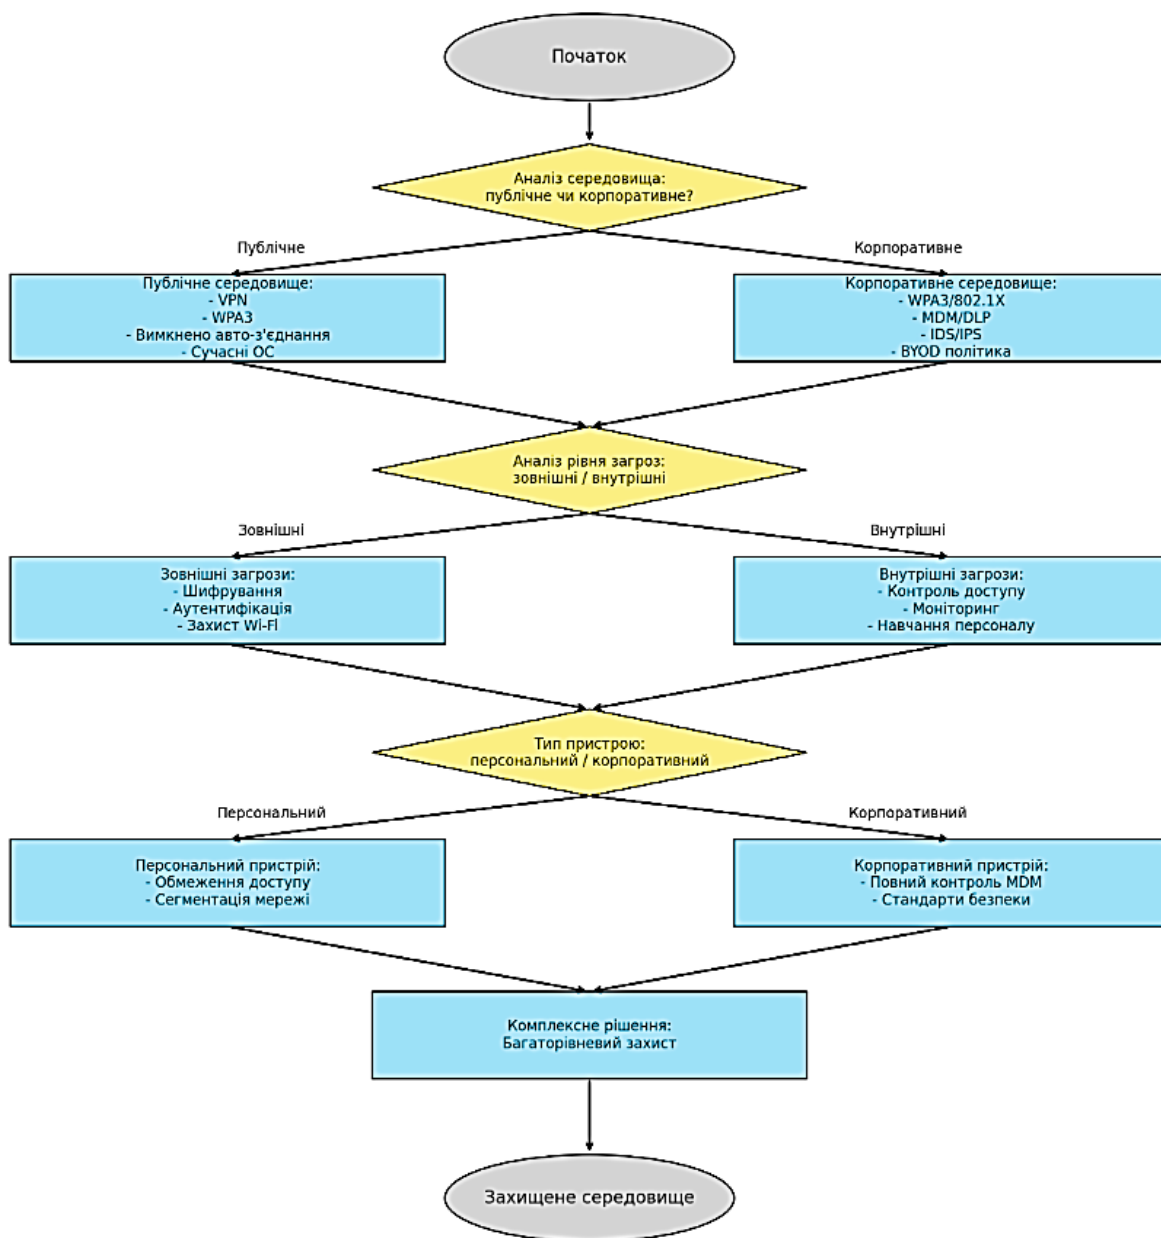 Початок
Аналіз середовища:
публічне чи корпоративне?
Публічне
Корпоративне
Публічне середовище:
- VPN
- WPA3
- Вимкнено авто-з'єднання
- Сучасні ОС
Корпоративне середовище:
- WPA3/802.1X
- MDM/DLP
- IDS/IPS
- BYOD політика
Аналіз рівня загроз:
зовнішні / внутрішні
Зовнішні
Внутрішні
Зовнішні загрози:
- Шифрування
- Аутентифікація
- Захист Wi-Fi
Внутрішні загрози:
- Контроль доступу
- Моніторинг
- Навчання персоналу
Тип пристрою:
персональний / корпоративний
Персональний
Корпоративний
Персональний пристрій:
- Обмеження доступу
- Сегментація мережі
Корпоративний пристрій:
- Повний контроль MDM
- Стандарти безпеки
Комплексне рішення:
Багаторівневий захист
Захищене середовище